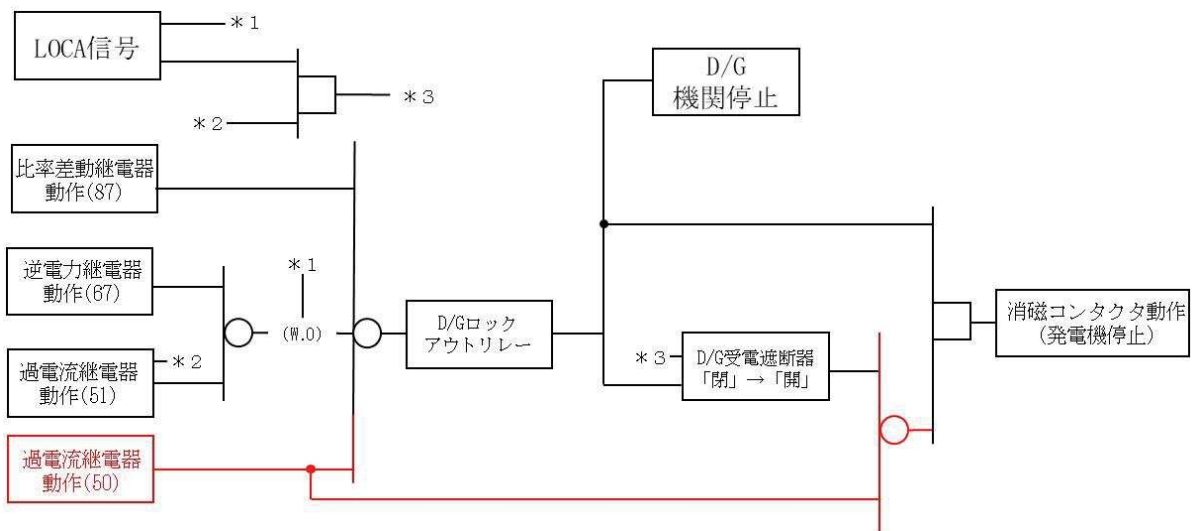 LOCA信号
*1
*3
*2
D/G
機関停止
比率差動継電器
動作(87)
逆電力継電器
動作(67)
*1
(W.O)
D/Gロック
アウトリレー
消磁コンタクタ動作
(発電機停止)
*3
D/G受電遮断器
「閉」→「開」
*2
過電流継電器
動作(51)
過電流継電器
動作(50)